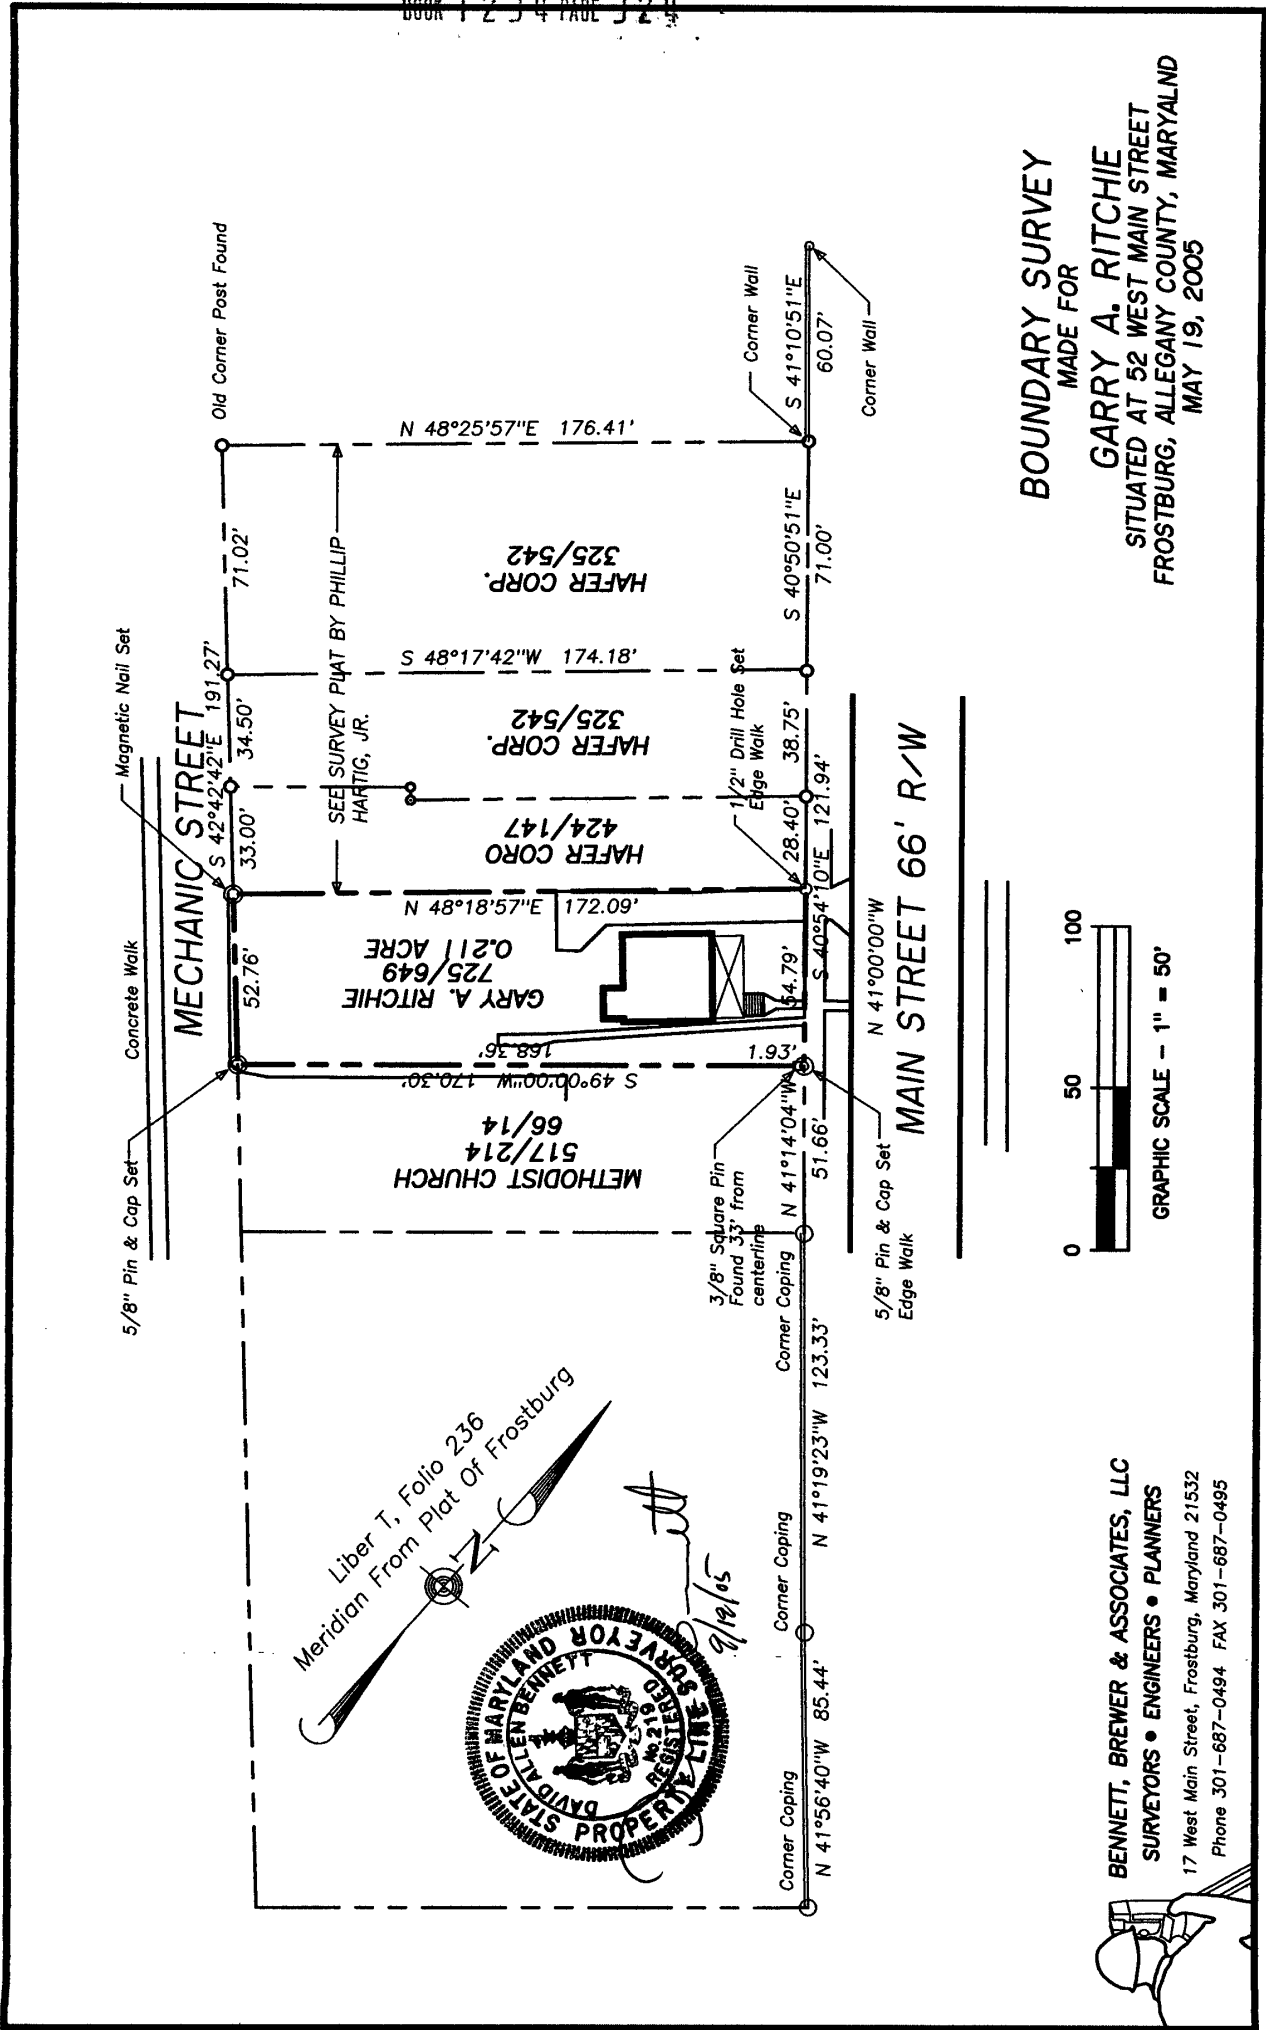 BOOK 1234 PAGE 324
Old Corner Post Found
Magnetic Nail Set
Concrete Walk
5/8" Pin & Cap Set
MECHANIC STREET
S 42°42'42"E 191.27'
71.02'
34.50'
33.00'
52.76'
SEE SURVEY PLAT BY PHILLIP
HARTIG, JR.
N 48°25'57"E 176.41'
S 48°17'42"W 174.18'
N 48°18'57"E 172.09'
168.36'
S 49°00'00"W 170.30'
HAFER CORP.
325/542
HAFER CORP.
325/542
HAFER CORO
424/147
GARY A. RITCHIE
725/649
0.211 ACRE
METHODIST CHURCH
517/214
66/14
Corner Wall
S 41°10'51"E
60.07'
Corner Wall
S 40°50'51"E
71.00'
1/2" Drill Hole Set
Edge Walk
38.75'
28.40'
S 40°54'10"E 121.94'
54.79'
1.93'
3/8" Square Pin
Found 33' from
centerline
N 41°14'04"W
51.66'
5/8" Pin & Cap Set
Edge Walk
N 41°00'00"W
MAIN STREET 66' R/W
Corner Coping
N 41°19'23"W 123.33'
Corner Coping
N 41°56'40"W 85.44'
Corner Coping
Liber T, Folio 236
Meridian From Plat Of Frostburg
N
STATE OF MARYLAND
DAVID ALLEN BENNETT
No. 219
REGISTERED
PROPERTY LINE SURVEYOR
9/19/05
0 50 100
GRAPHIC SCALE - 1" = 50'
BOUNDARY SURVEY
MADE FOR
GARRY A. RITCHIE
SITUATED AT 52 WEST MAIN STREET
FROSTBURG, ALLEGANY COUNTY, MARYALND
MAY 19, 2005
BENNETT, BREWER & ASSOCIATES, LLC
SURVEYORS • ENGINEERS • PLANNERS
17 West Main Street, Frostburg, Maryland 21532
Phone 301-687-0494 FAX 301-687-0495